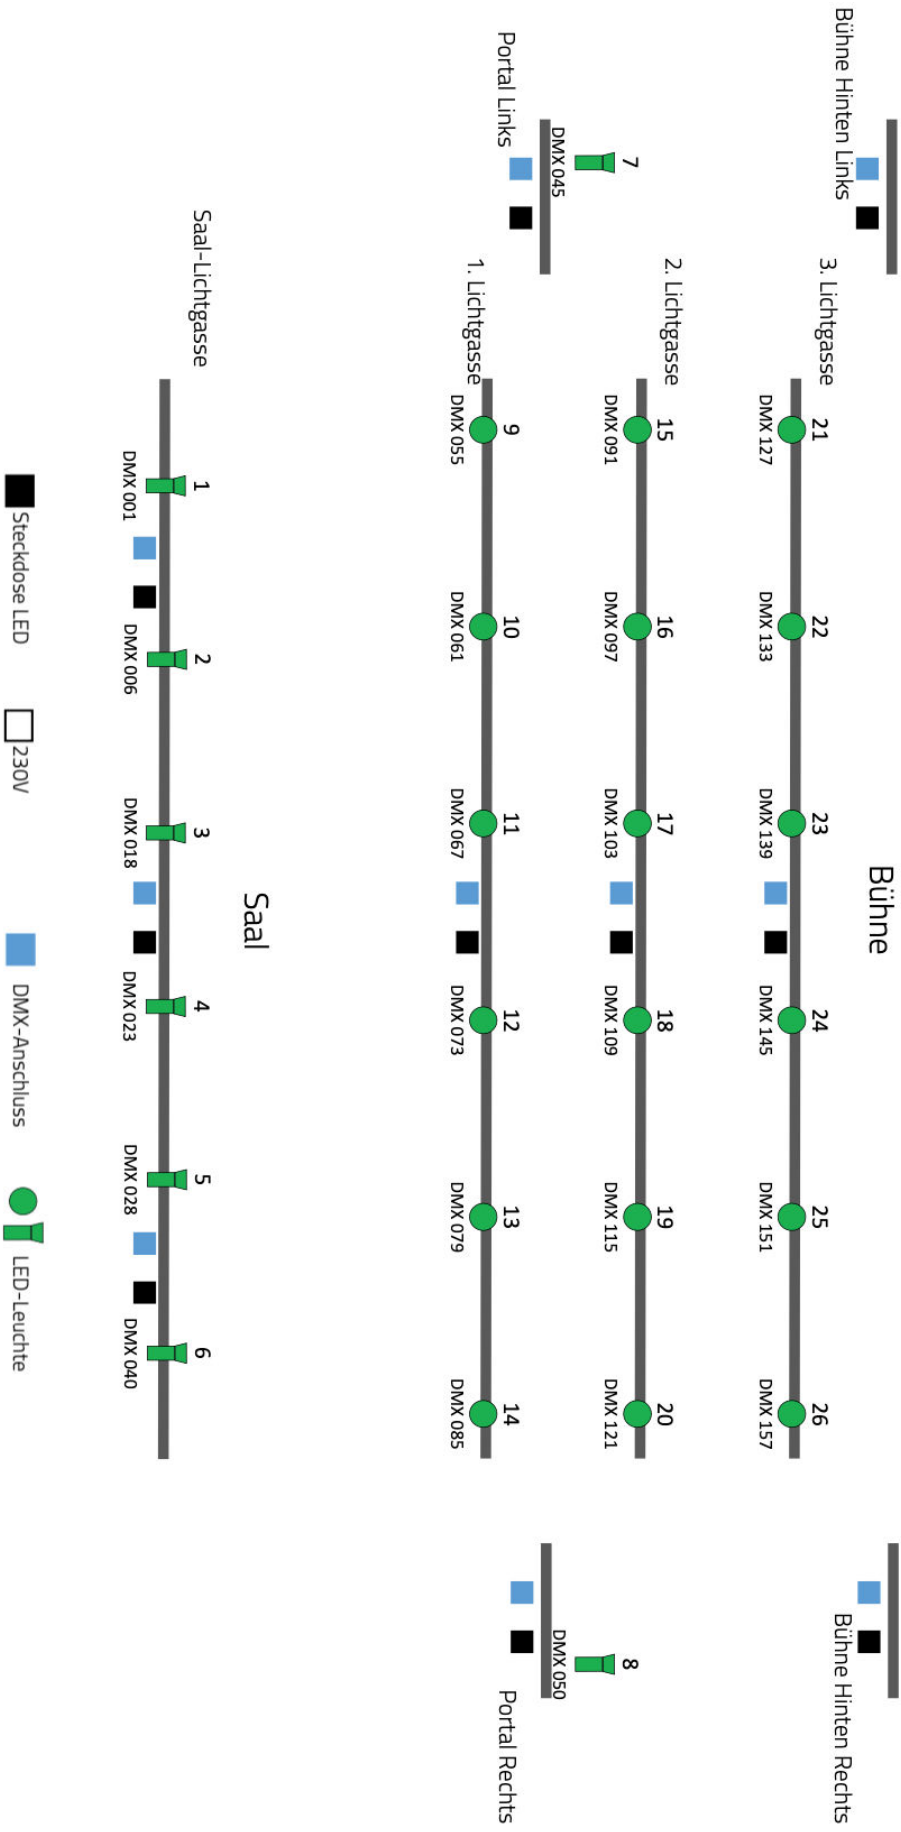 Bühne Hinten Links
Bühne
Bühne Hinten Rechts
3. Lichtgasse
21 22 23 24 25 26
DMX 127 DMX 133 DMX 139 DMX 145 DMX 151 DMX 157
2. Lichtgasse
15 16 17 18 19 20
DMX 091 DMX 097 DMX 103 DMX 109 DMX 115 DMX 121
7
DMX 045
Portal Links
8
DMX 050
Portal Rechts
1. Lichtgasse
9 10 11 12 13 14
DMX 055 DMX 061 DMX 067 DMX 073 DMX 079 DMX 085
Saal
Saal-Lichtgasse
1 2 3 4 5 6
DMX 001 DMX 006 DMX 018 DMX 023 DMX 028 DMX 040
Steckdose LED
230V
DMX-Anschluss
LED-Leuchte